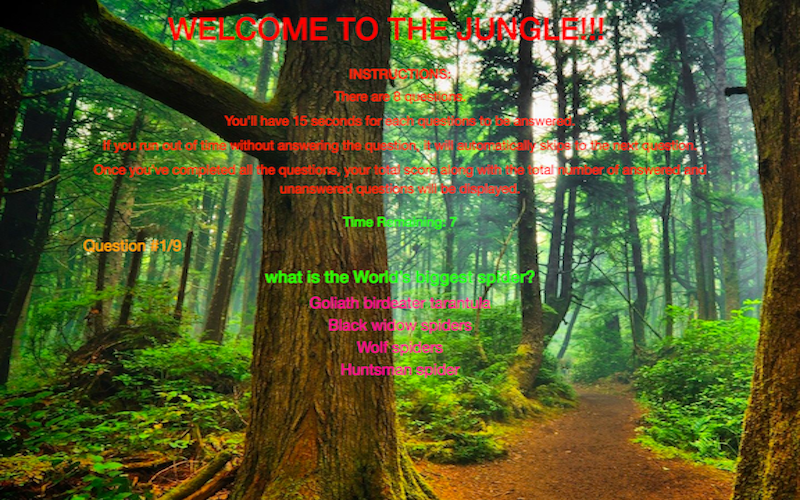 WELCOME TO THE JUNGLE!!!
INSTRUCTIONS:
There are 8 questions.
You'll have 15 seconds for each questions to be answered.
If you run out of time without answering the question, it will automatically skips to the next question.
Once you've completed all the questions, your total score along with the total number of answered and
unanswered questions will be displayed.
Time Remaining: 7
Question #1/9
what is the World's biggest spider?
Goliath birdeater tarantula
Black widow spiders
Wolf spiders
Huntsman spider